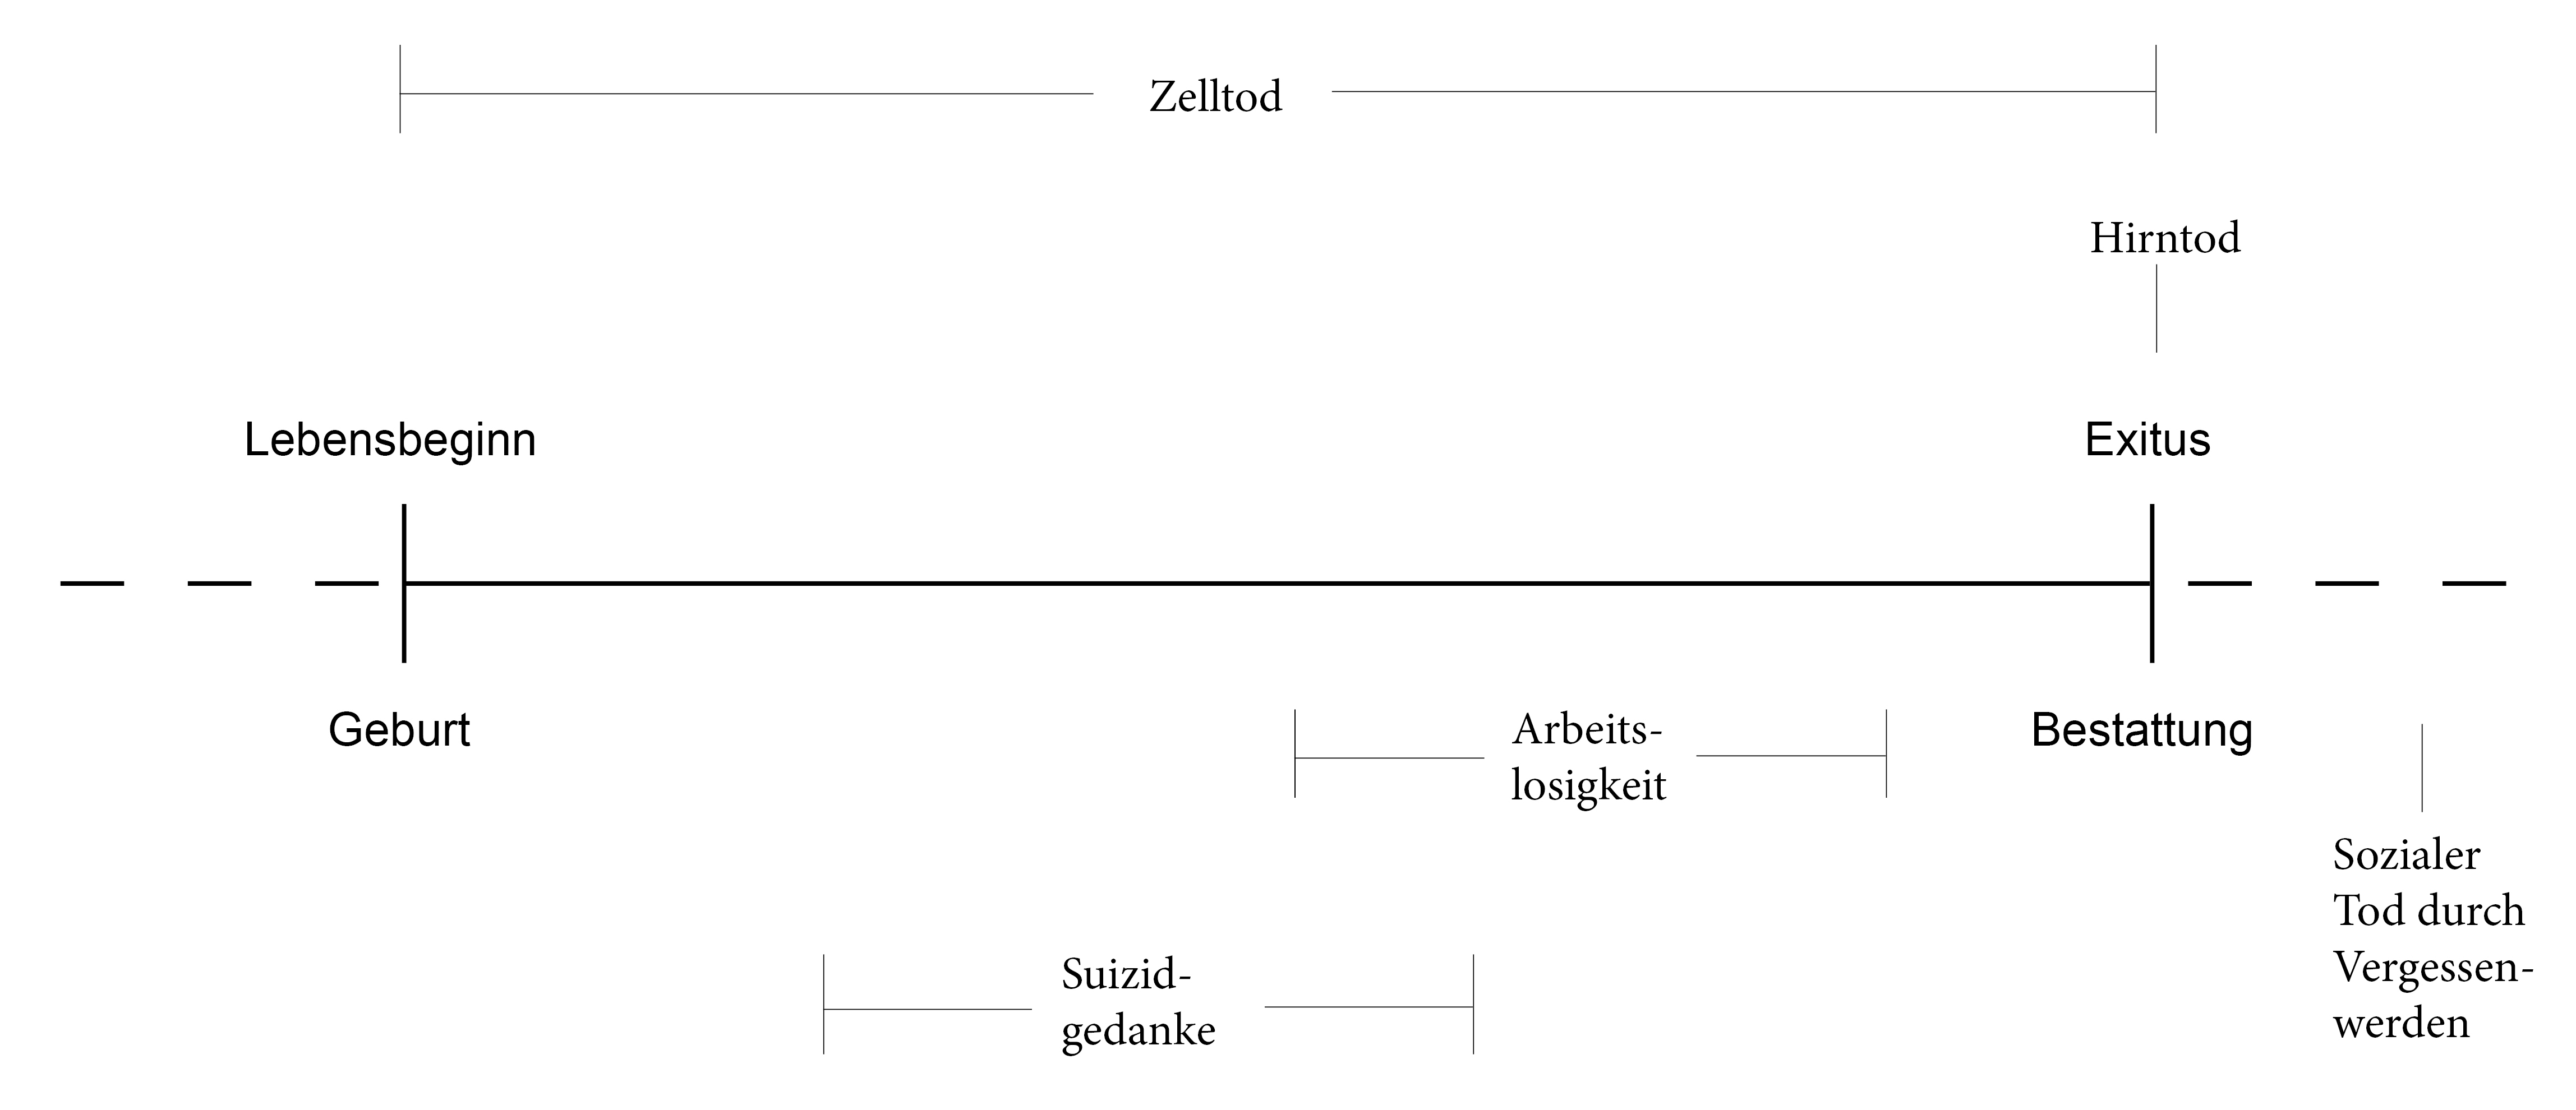 Zelltod
Hirntod
Lebensbeginn
Exitus
Geburt
Bestattung
Arbeits-
losigkeit
Sozialer
Tod durch
Vergessen-
werden
Suizid-
gedanke